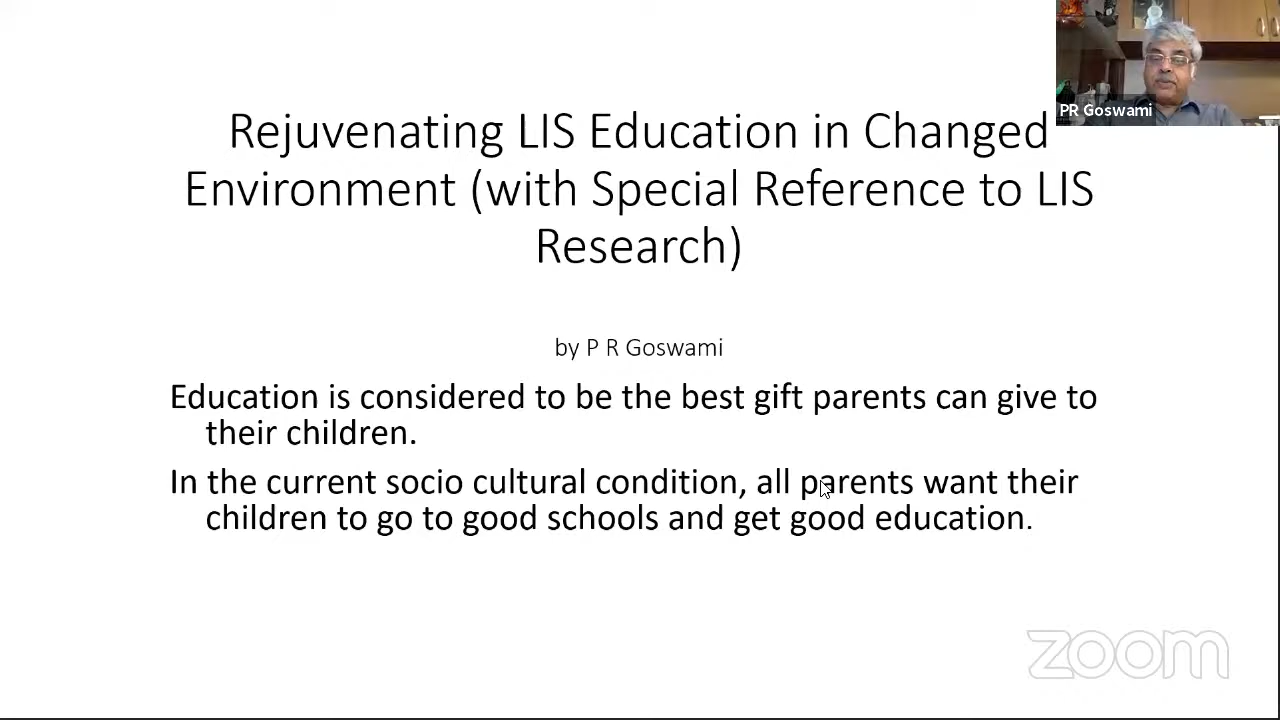 PR Goswami
Rejuvenating LIS Education in Changed
Environment (with Special Reference to LIS
Research)
by P R Goswami
Education is considered to be the best gift parents can give to
their children.
In the current socio cultural condition, all parents want their
children to go to good schools and get good education.
zoom